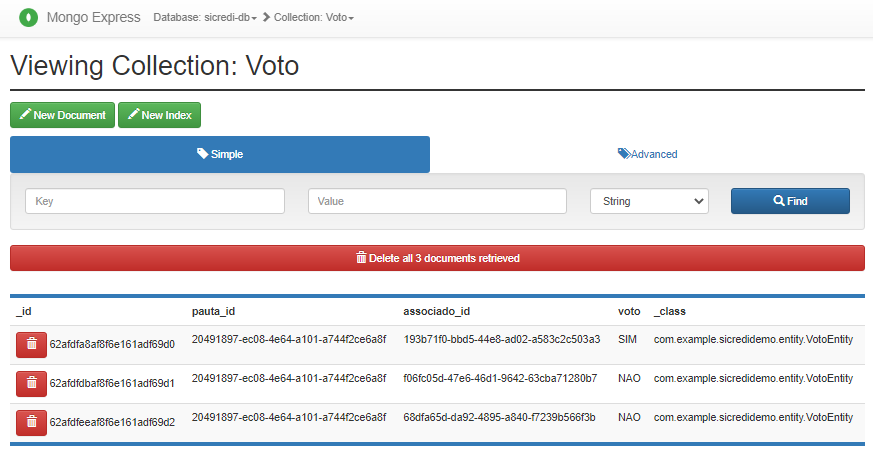 Mongo Express Database: sicredi-db Collection: Voto
Viewing Collection: Voto
New Document New Index
Simple Advanced
Key Value String Find
Delete all 3 documents retrieved
_id pauta_id associado_id voto _class
62afdfa8af8f6e161adf69d0 20491897-ec08-4e64-a101-a744f2ce6a8f 193b71f0-bbd5-44e8-ad02-a583c2c503a3 SIM com.example.sicredidemo.entity.VotoEntity
62afdfdbaf8f6e161adf69d1 20491897-ec08-4e64-a101-a744f2ce6a8f f06fc05d-47e6-46d1-9642-63cba71280b7 NAO com.example.sicredidemo.entity.VotoEntity
62afdfeeaf8f6e161adf69d2 20491897-ec08-4e64-a101-a744f2ce6a8f 68dfa65d-da92-4895-a840-f7239b566f3b NAO com.example.sicredidemo.entity.VotoEntity